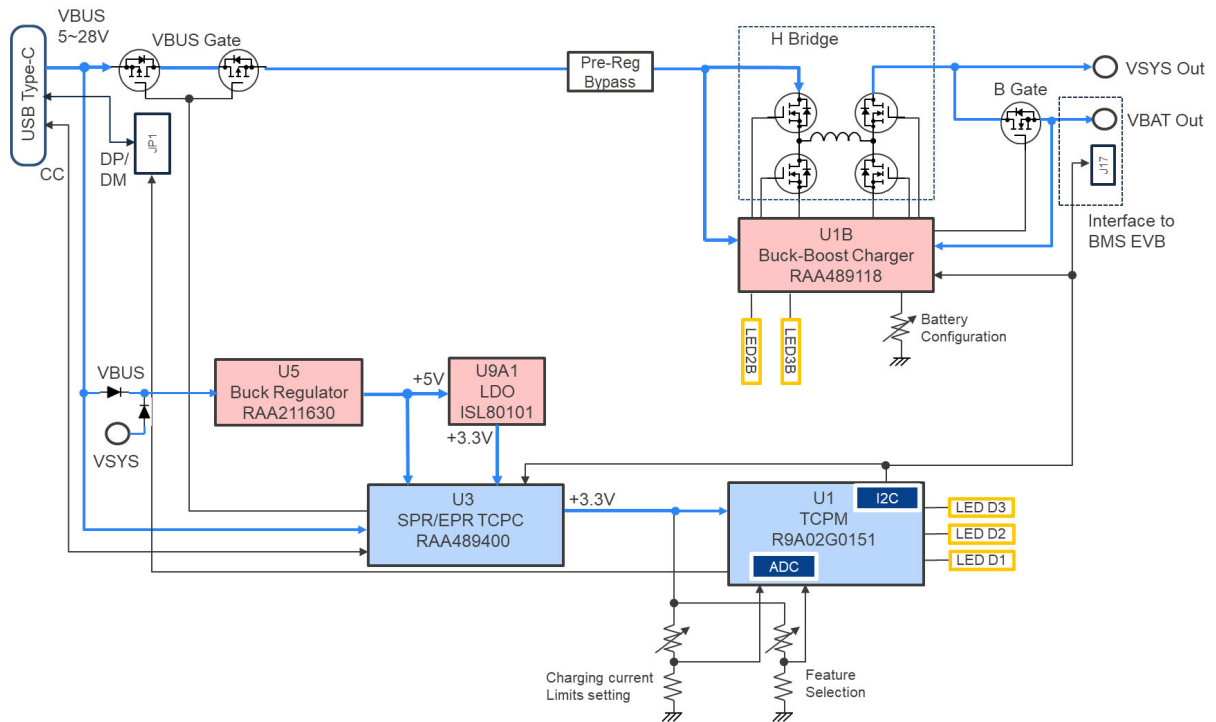 VBUS
5~28V
VBUS Gate
H Bridge
USB Type-C
Pre-Reg
Bypass
VSYS Out
B Gate
VBAT Out
JP1
DP/
DM
CC
J17
Interface to
BMS EVB
U1B
Buck-Boost Charger
RAA489118
LED2B
LED3B
Battery
Configuration
VBUS
VSYS
U5
Buck Regulator
RAA211630
+5V
U9A1
LDO
ISL80101
+3.3V
U3
SPR/EPR TCPC
RAA489400
+3.3V
U1
TCPM
R9A02G0151
I2C
ADC
LED D3
LED D2
LED D1
Charging current
Limits setting
Feature
Selection